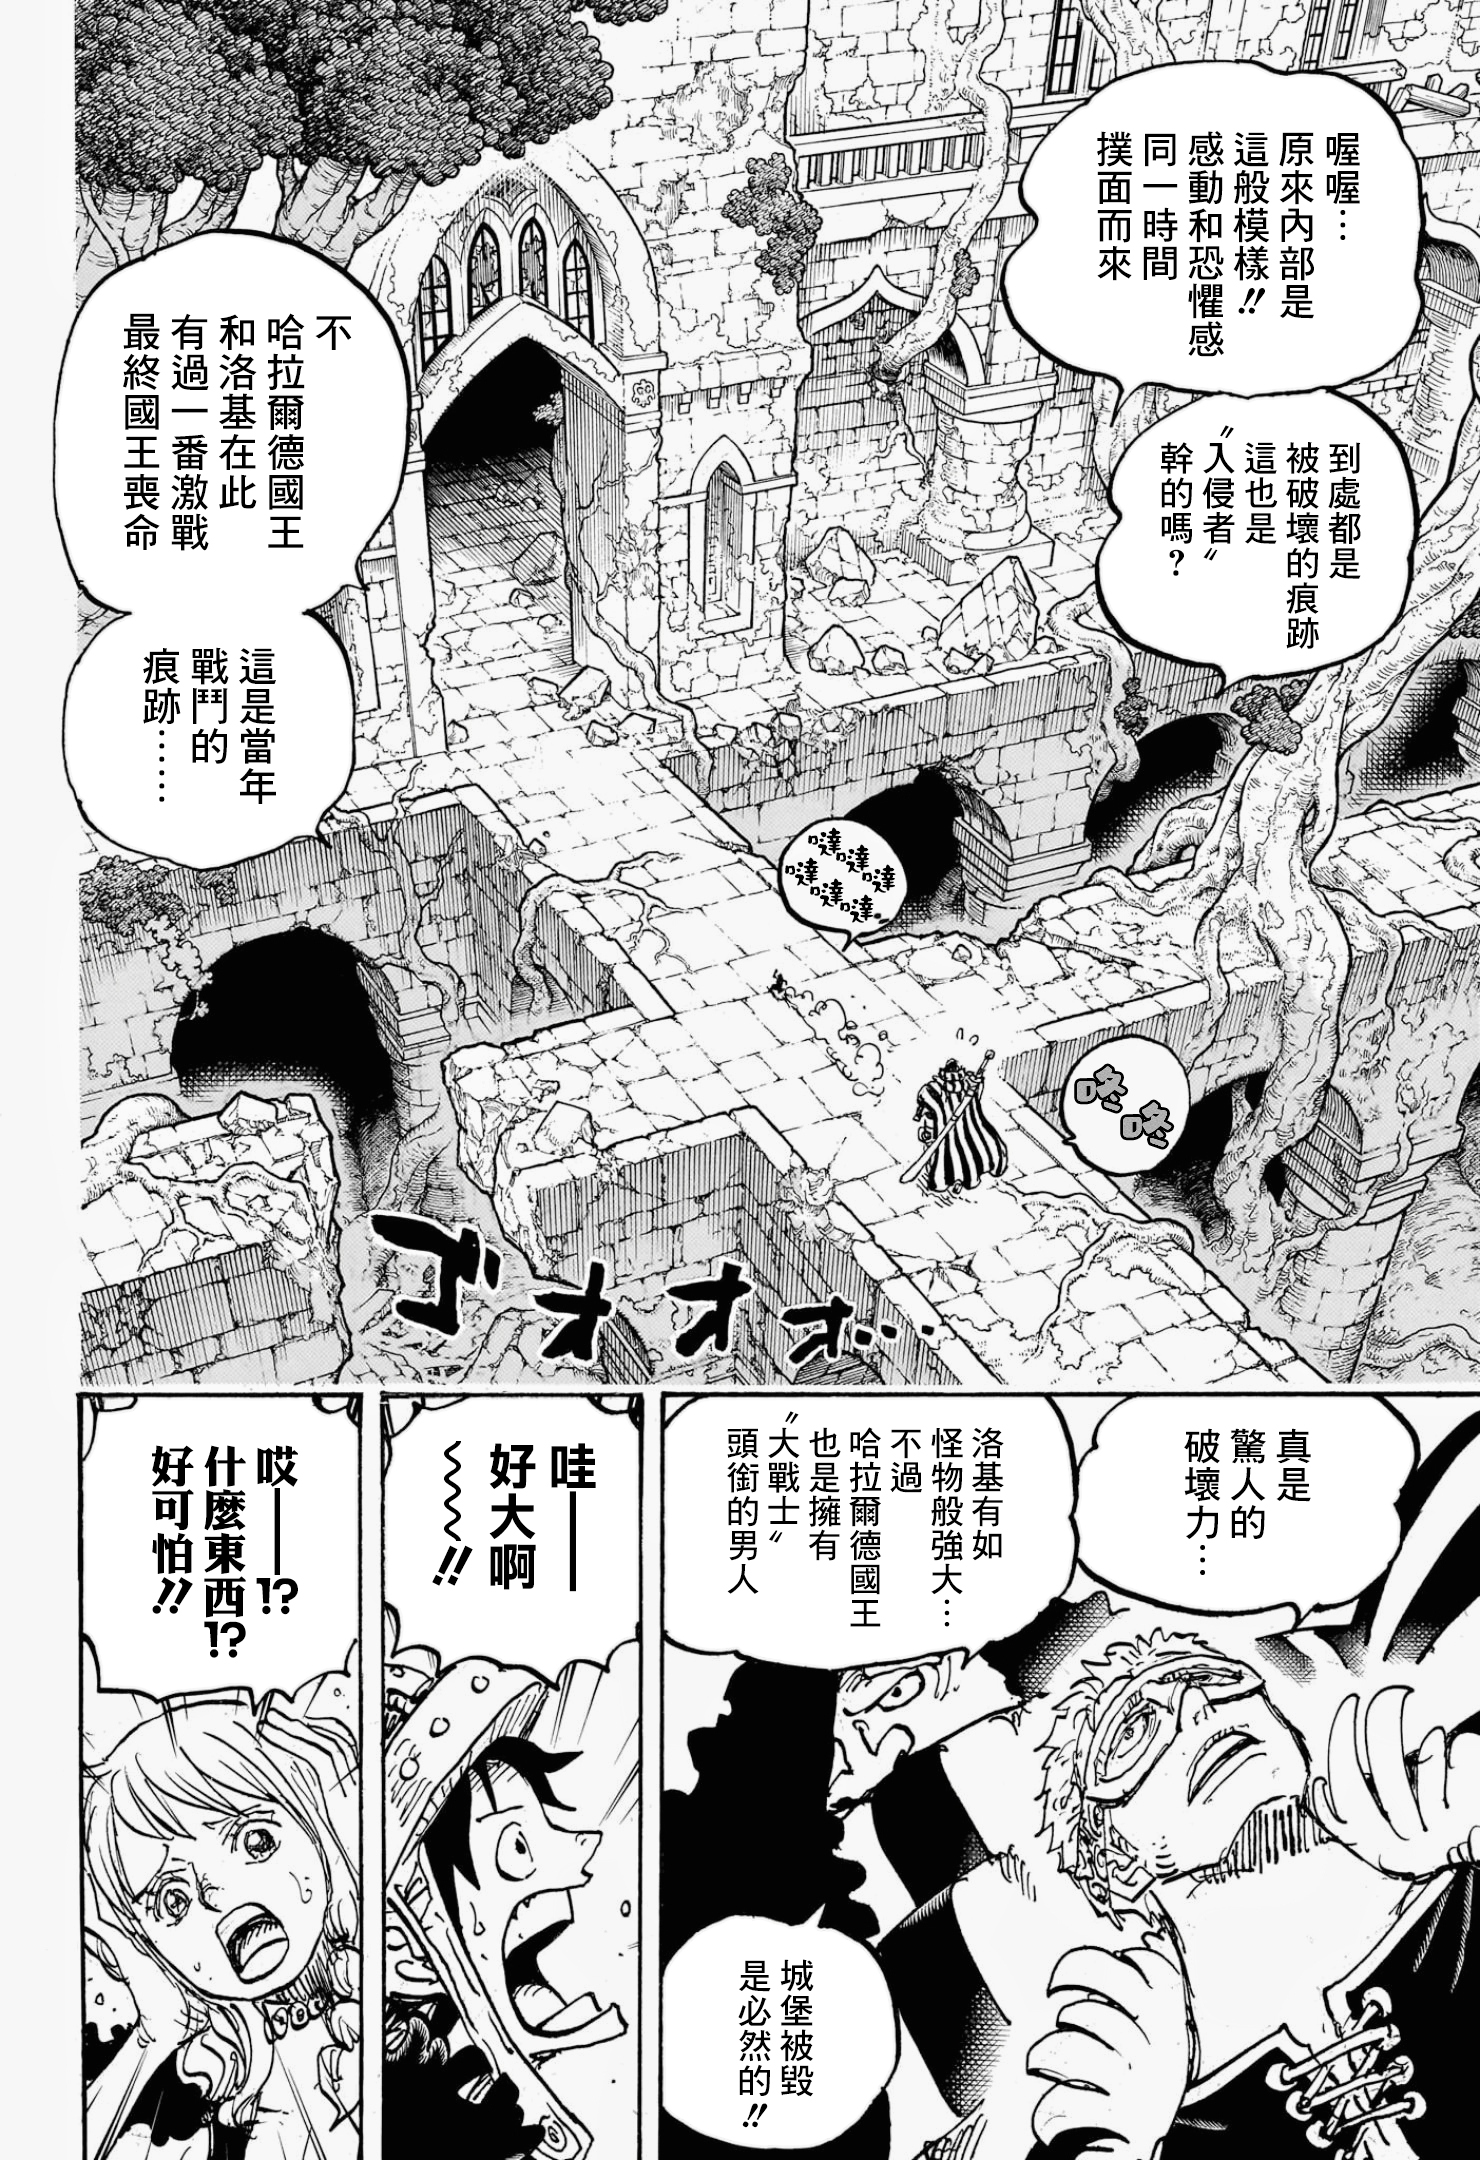 喔喔…
原來內部是
這般模樣!!
感動和恐懼感
同一時間
撲面而來
到處都是
被破壞的痕跡
這也是
〝入侵者〞
幹的嗎?
不
哈拉爾德國王
和洛基在此
有過一番激戰
最終國王喪命
這是當年
戰鬥的
痕跡……
噠噠噠
噠噠噠
咚咚
ゴオオオ…
真是
驚人的
破壞力…
洛基有如
怪物般強大…
不過
哈拉爾德國王
也是擁有
〝大戰士〞
頭銜的男人
城堡被毀
是必然的!!
哇——
好大啊
~~~!!
哎——!?
什麼東西!?
好可怕!!